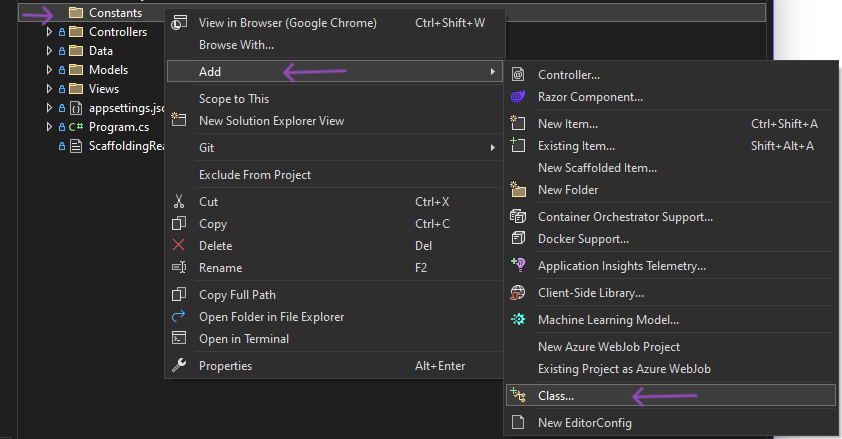 Constants
Controllers
Data
Models
Views
appsettings.jso
C# Program.cs
ScaffoldingRea
View in Browser (Google Chrome) Ctrl+Shift+W
Browse With...
Add
Scope to This
New Solution Explorer View
Git
Exclude From Project
Cut Ctrl+X
Copy Ctrl+C
Delete Del
Rename F2
Copy Full Path
Open Folder in File Explorer
Open in Terminal
Properties Alt+Enter
Controller...
Razor Component...
New Item... Ctrl+Shift+A
Existing Item... Shift+Alt+A
New Scaffolded Item...
New Folder
Container Orchestrator Support...
Docker Support...
Application Insights Telemetry...
Client-Side Library...
Machine Learning Model...
New Azure WebJob Project
Existing Project as Azure WebJob
Class...
New EditorConfig